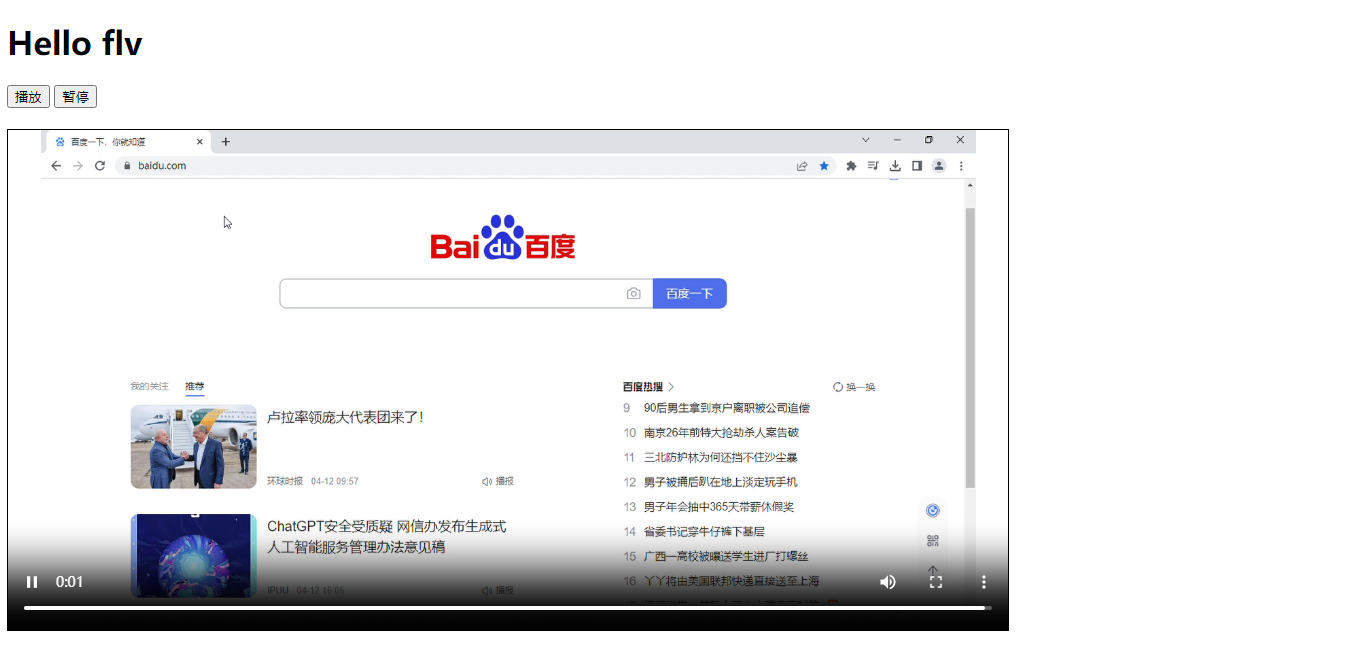 Hello flv
播放 暂停
百度一下，你就知道
baidu.com
Bai du 百度
百度一下
我的关注 推荐
卢拉率领庞大代表团来了！
环球时报 04-12 09:57 播报
ChatGPT安全受质疑 网信办发布生成式
人工智能服务管理办法意见稿
IPUU 04-12 16:05 播报
百度热搜 换一换
9 90后男生拿到京户离职被公司追偿
10 南京26年前特大抢劫杀人案告破
11 三北防护林为何还挡不住沙尘暴
12 男子被捅后趴在地上淡定玩手机
13 男子年会抽中365天带薪休假奖
14 省委书记穿牛仔裤下基层
15 广西一高校被曝送学生进厂打螺丝
16 丫丫将由美国联邦快递直接送至上海
0:01